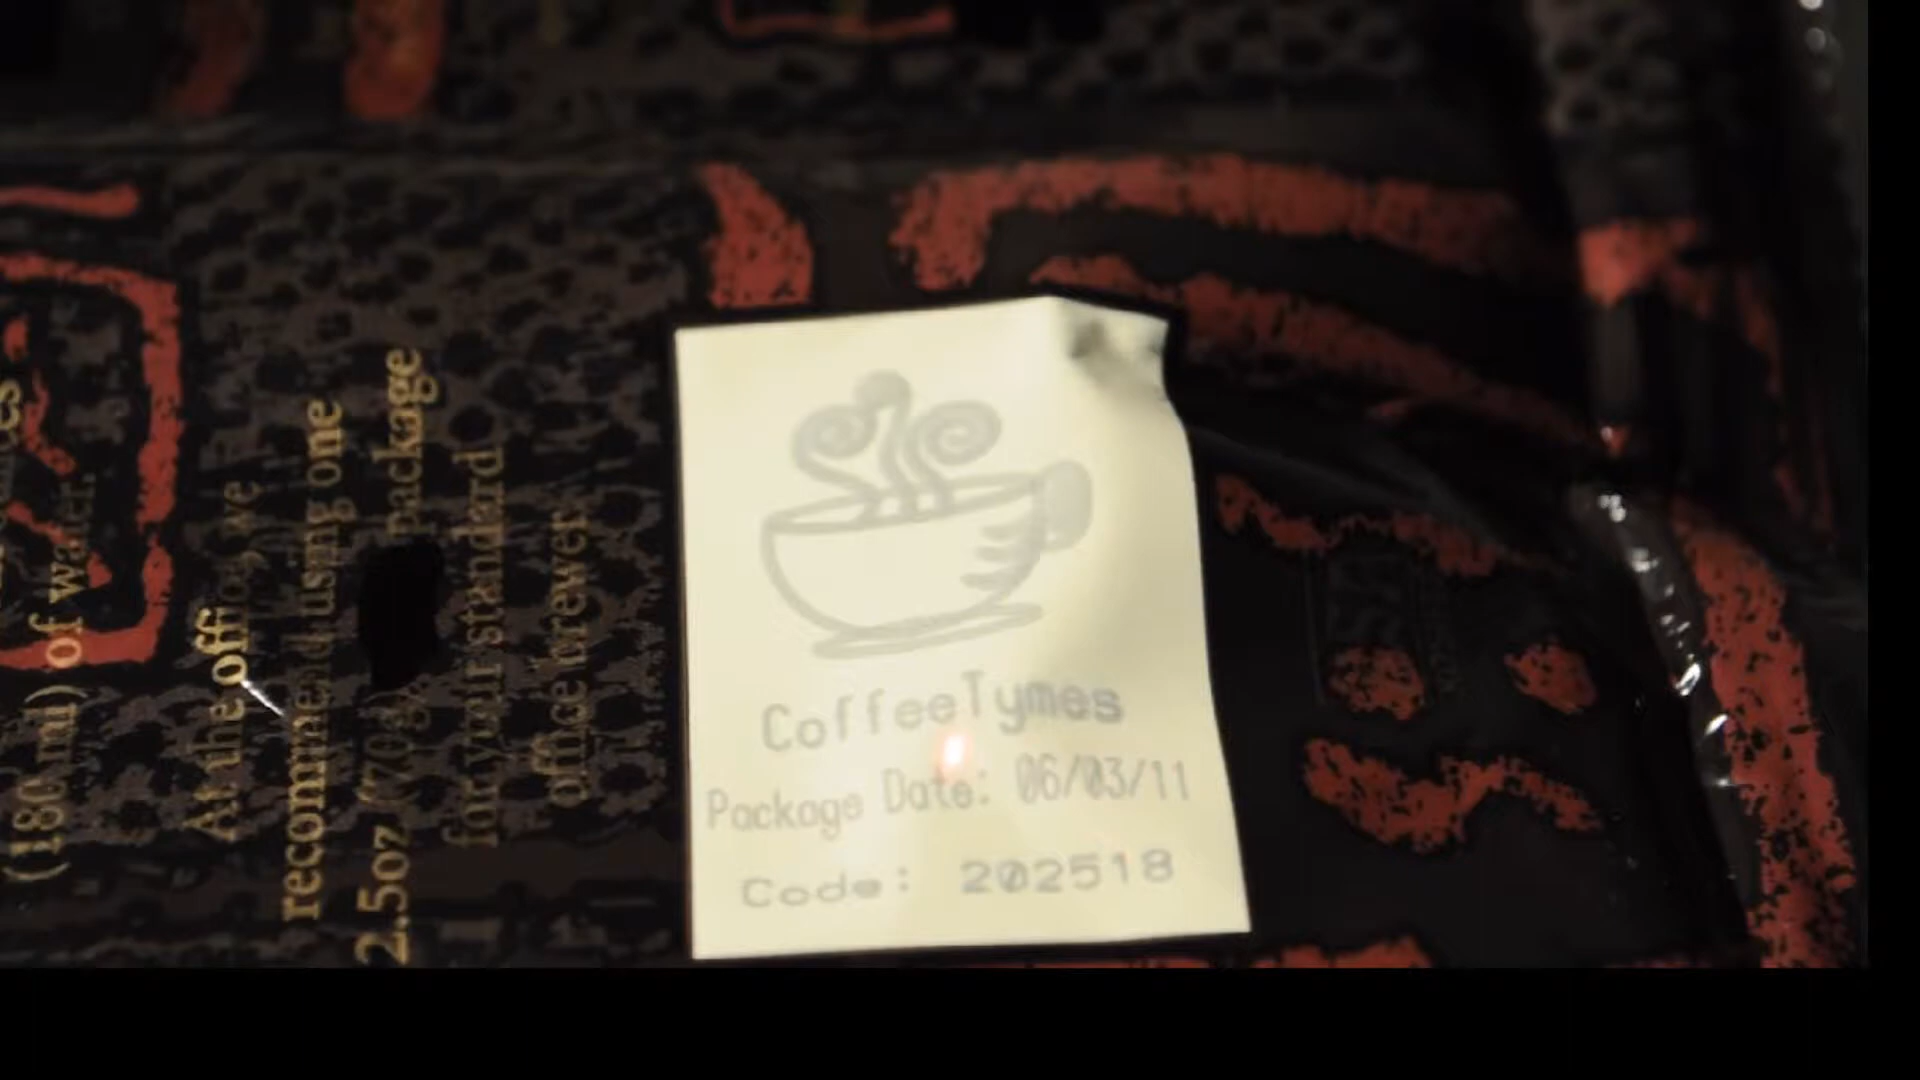 (180 ml) of water.
At the office, we
recommend using one
2.5oz (70g) package
for your standard
office brewer.
CoffeeTymes
Package Date: 06/03/11
Code: 202518